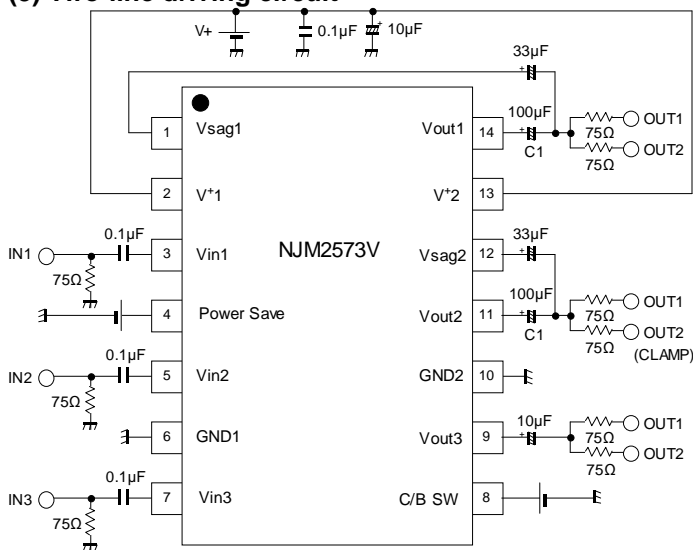 Two-line driving circuit
V+
0.1µF
+
10µF
33µF
+
100µF
+
C1
75Ω
OUT1
75Ω
OUT2
1
Vsag1
Vout1
14
2
V+1
V+2
13
NJM2573V
IN1
0.1µF
75Ω
3
Vin1
Vsag2
12
33µF
+
4
Power Save
Vout2
11
100µF
+
C1
75Ω
OUT1
75Ω
OUT2
(CLAMP)
IN2
0.1µF
75Ω
5
Vin2
GND2
10
6
GND1
Vout3
9
10µF
+
75Ω
OUT1
75Ω
OUT2
IN3
0.1µF
75Ω
7
Vin3
C/B SW
8